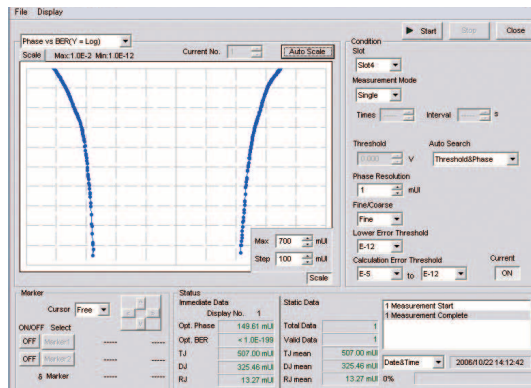 File Display
Start Stop Close
Phase vs BER(Y = Log)
Current No. 1 Auto Scale
Scale Max:1.0E-2 Min:1.0E-12
Max 700 mUI
Step 100 mUI
Scale
Condition
Slot
Slot4
Measurement Mode
Single
Times Interval s
Threshold Auto Search
0.000 V Threshold&Phase
Phase Resolution
1 mUI
Fine/Coarse
Fine
Lower Error Threshold
E-12
Calculation Error Threshold Current
E-5 to E-12 ON
Marker
Cursor Free
ON/OFF Select
OFF Marker1 ----- -----
OFF Marker2 ----- -----
δ Marker ----- -----
Status
Immediate Data Static Data
Display No. 1
Opt. Phase 149.61 mUI Total Data 1
Opt. BER < 1.0E-199 Valid Data 1
TJ 507.00 mUI TJ mean 507.00 mUI
DJ 325.46 mUI DJ mean 325.46 mUI
RJ 13.27 mUI RJ mean 13.27 mUI
1 Measurement Start
1 Measurement Complete
Date&Time 2006/10/22 14:12:42
0%